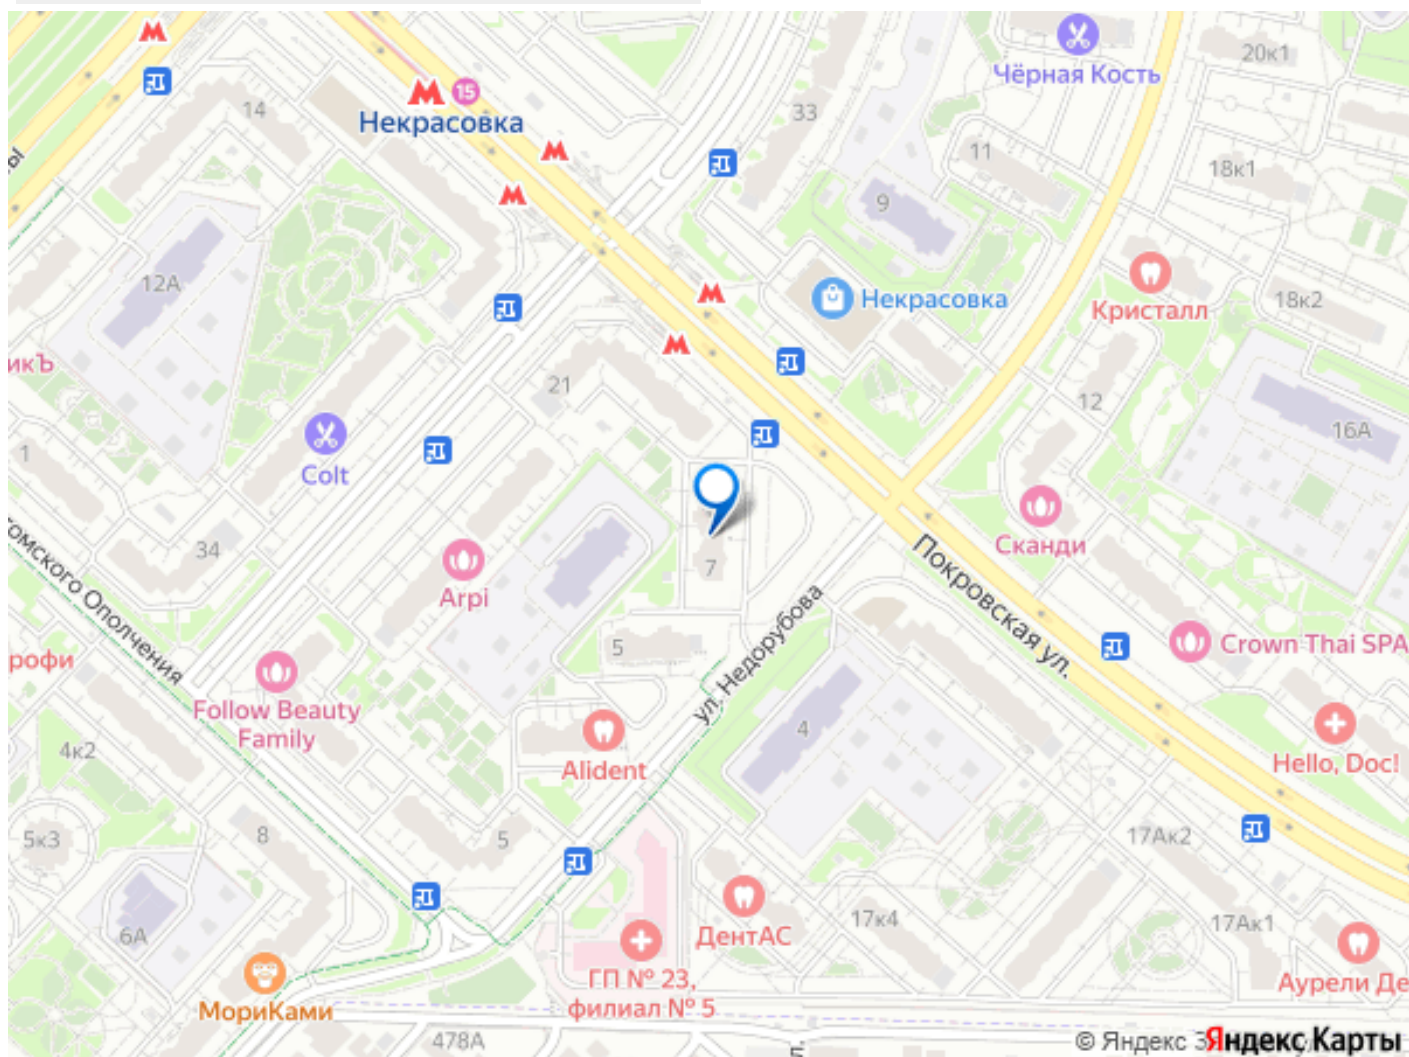 14
15
Некрасовка
33
Чёрная Кость
20к1
11
18к1
9
12А
Некрасовка
Кристалл
18к2
икЪ
21
12
16А
1
Colt
34
Arpi
7
Сканди
омского Ополчения
Покровская ул.
5
ул. Недорубова
Crown Thai SPA
рофи
Follow Beauty
Family
4к2
4
Alident
Hello, Doc!
5к3
8
5
17Ак2
6А
ДентАС
17к4
17Ак1
ГП № 23,
филиал № 5
Аурели Де
МориКами
478А
© Яндекс
Яндекс Карты